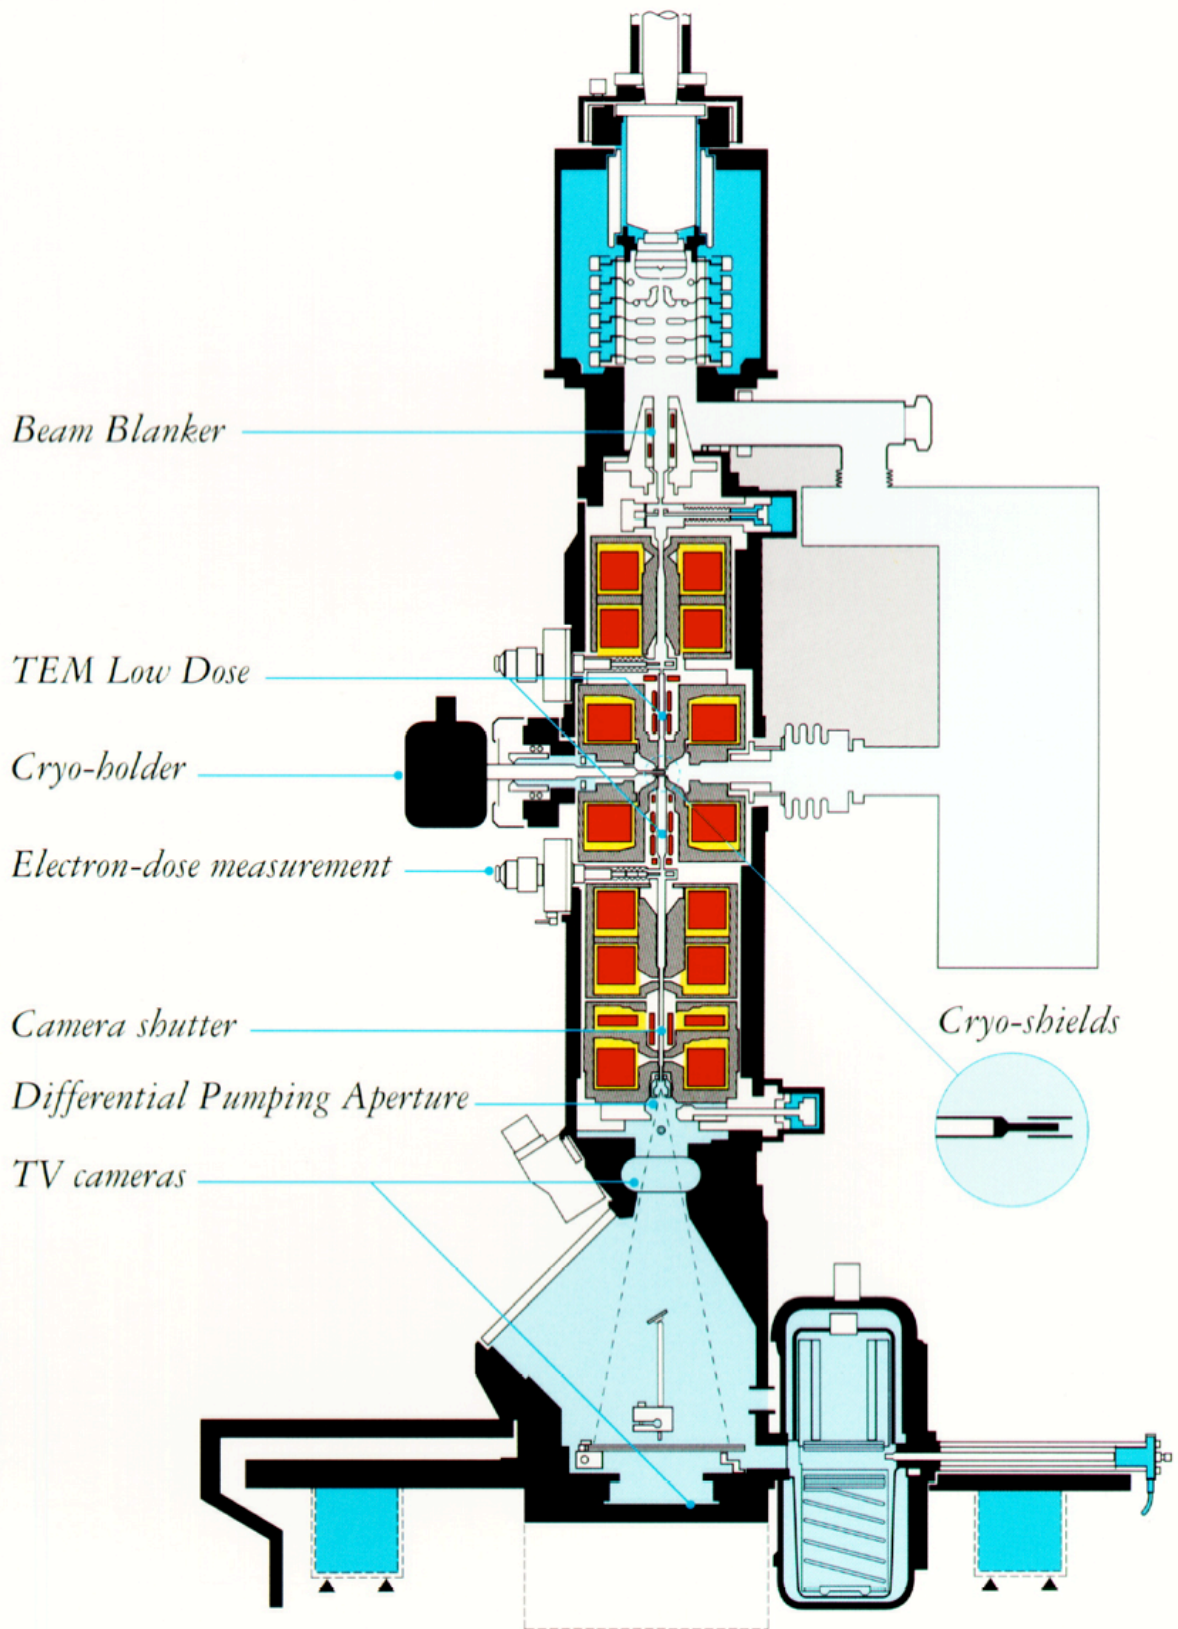 Beam Blanker
TEM Low Dose
Cryo-holder
Electron-dose measurement
Camera shutter
Cryo-shields
Differential Pumping Aperture
TV cameras